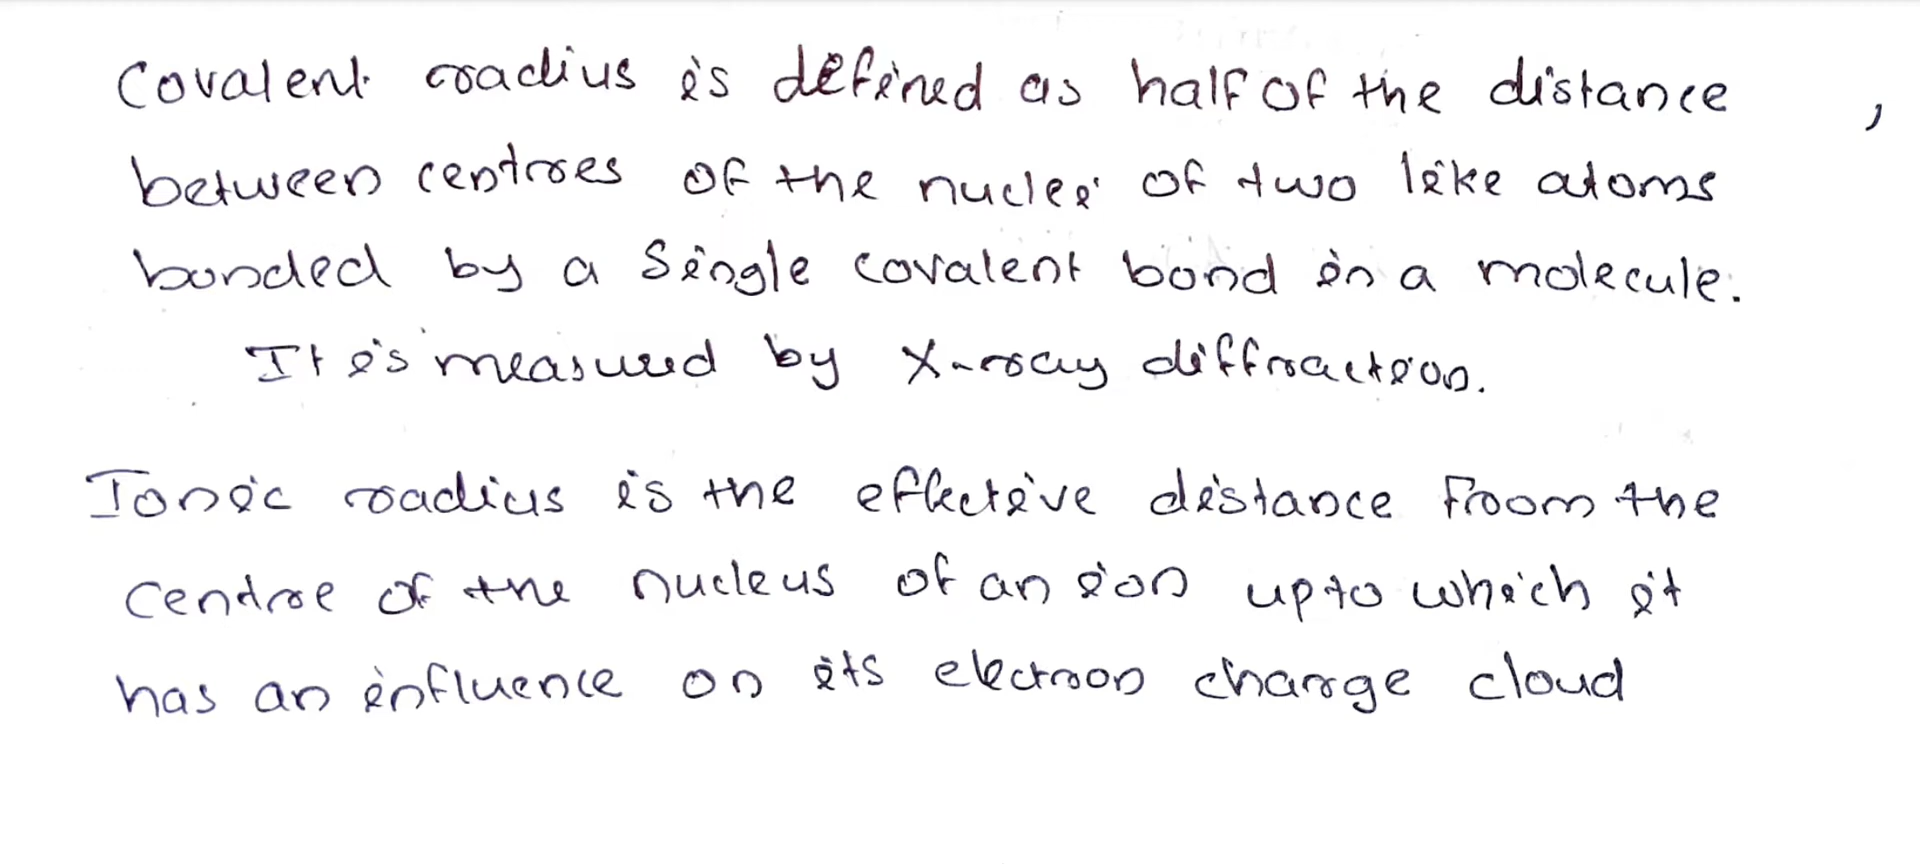 Covalent radius is defined as half of the distance
between centres of the nuclei of two like atoms
bonded by a single covalent bond in a molecule.
It is measured by X-ray diffraction.
Ionic radius is the effective distance from the
centre of the nucleus of an ion upto which it
has an influence on its electron charge cloud